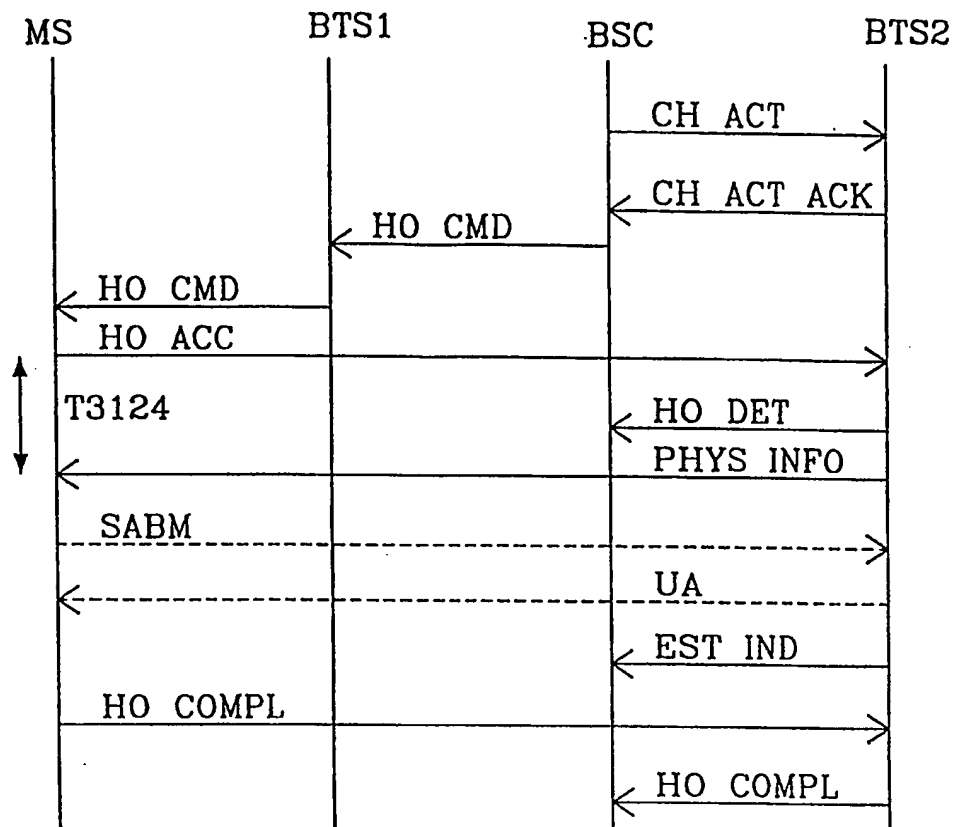 MS BTS1 BSC BTS2
CH ACT
CH ACT ACK
HO CMD
HO CMD
HO ACC
T3124
HO DET
PHYS INFO
SABM
UA
EST IND
HO COMPL
HO COMPL